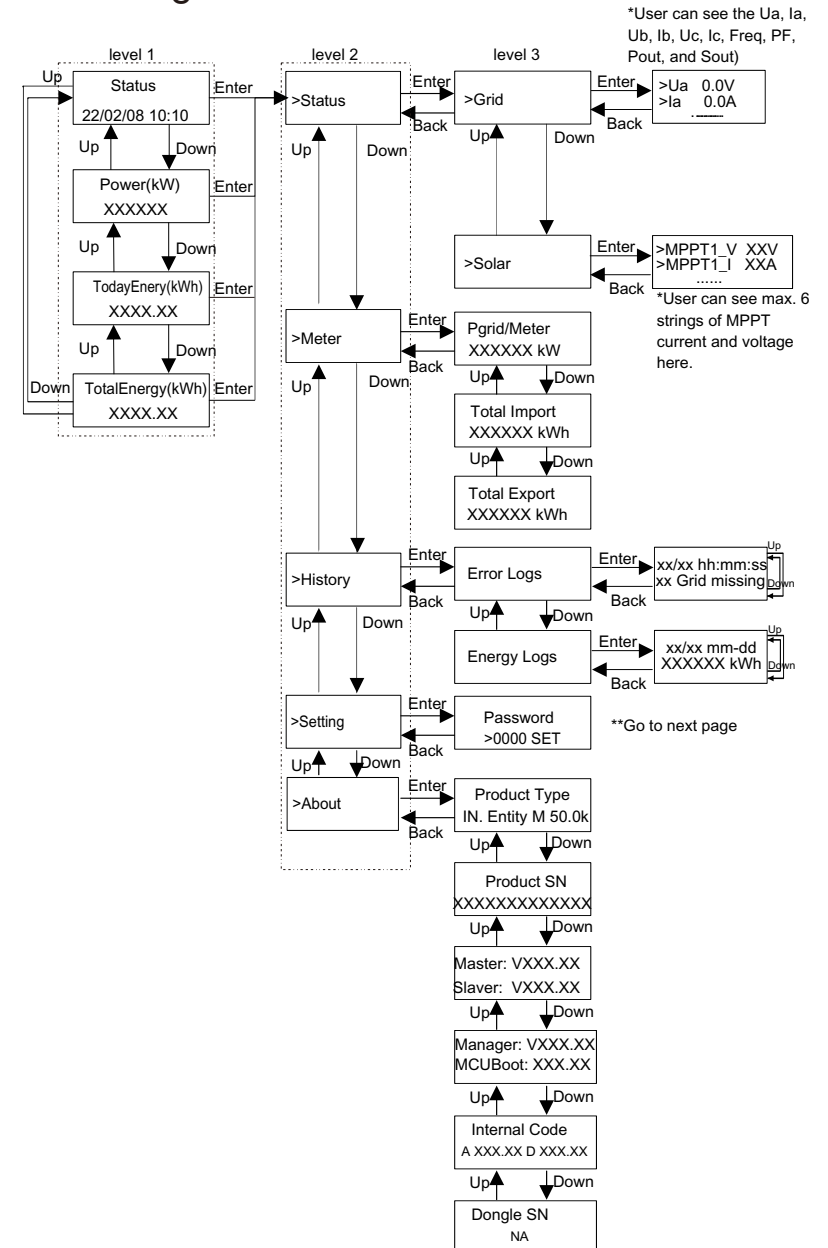 *User can see the Ua, Ia,
Ub, Ib, Uc, Ic, Freq, PF,
Pout, and Sout)
level 1
level 2
level 3
Up
Status
22/02/08 10:10
Enter
>Status
Enter
Back
>Grid
Enter
Back
>Ua 0.0V
>Ia 0.0A
Up
Down
Up
Down
Up
Down
Power(kW)
XXXXXX
Enter
Up
Down
TodayEnery(kWh)
XXXX.XX
Enter
>Solar
Enter
Back
>MPPT1_V XXV
>MPPT1_I XXA
......
*User can see max. 6
strings of MPPT
current and voltage
here.
Up
Down
Down
TotalEnergy(kWh)
XXXX.XX
Enter
>Meter
Enter
Back
Pgrid/Meter
XXXXXX kW
Up
Down
Up
Down
Total Import
XXXXXX kWh
Up
Down
Total Export
XXXXXX kWh
>History
Enter
Back
Error Logs
Enter
Back
xx/xx hh:mm:ss
xx Grid missing
Up
Down
Up
Down
Up
Down
Energy Logs
Enter
Back
xx/xx mm-dd
XXXXXX kWh
Up
Down
>Setting
Enter
Back
Password
>0000 SET
**Go to next page
Up
Down
>About
Enter
Back
Product Type
IN. Entity M 50.0k
Up
Down
Product SN
XXXXXXXXXXXXX
Up
Down
Master: VXXX.XX
Slaver: VXXX.XX
Up
Down
Manager: VXXX.XX
MCUBoot: XXX.XX
Up
Down
Internal Code
A XXX.XX D XXX.XX
Up
Down
Dongle SN
NA